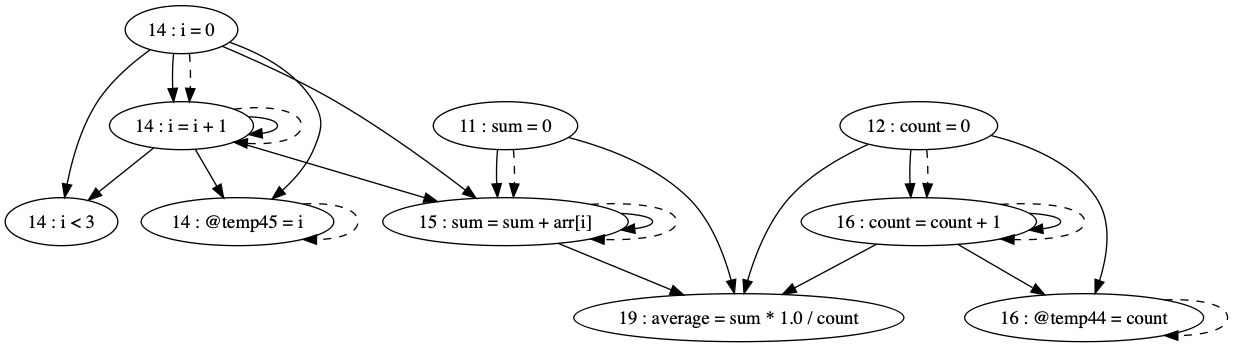 14 : i = 0
14 : i = i + 1
11 : sum = 0
12 : count = 0
14 : i < 3
14 : @temp45 = i
15 : sum = sum + arr[i]
16 : count = count + 1
19 : average = sum * 1.0 / count
16 : @temp44 = count